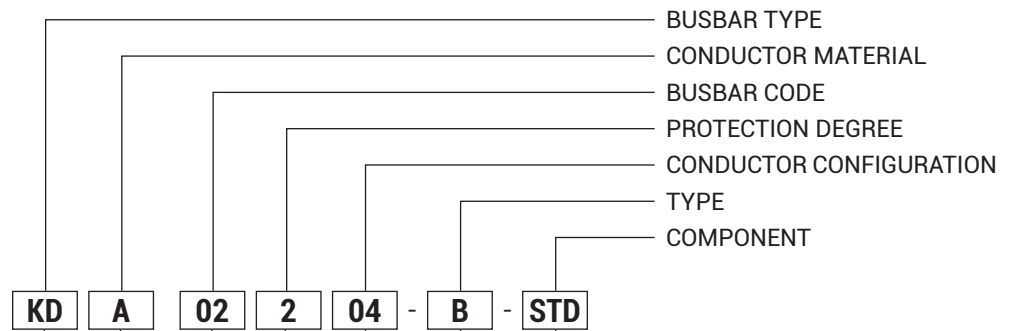 BUSBAR TYPE
CONDUCTOR MATERIAL
BUSBAR CODE
PROTECTION DEGREE
CONDUCTOR CONFIGURATION
TYPE
COMPONENT
KD A 02 2 04 - B - STD